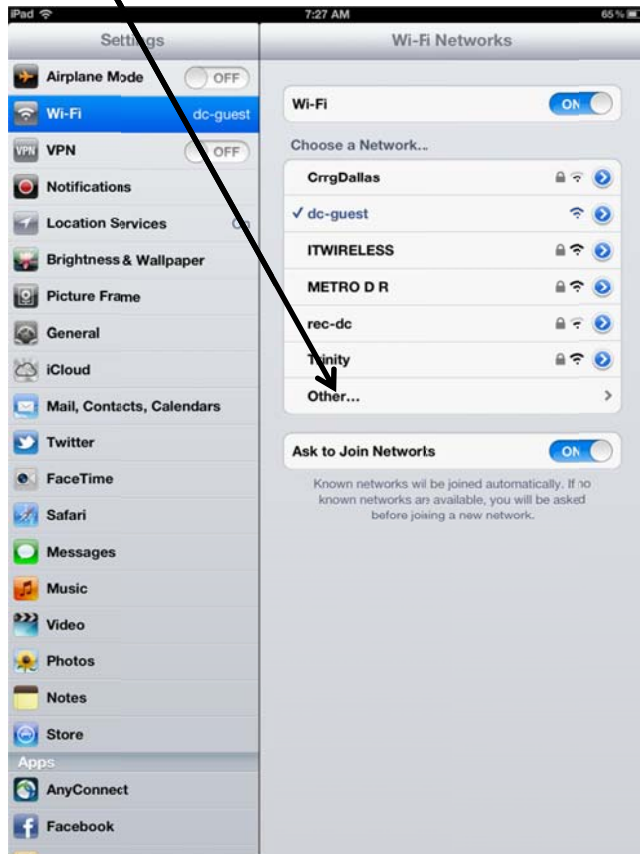 iPad 7:27 AM 65%
Settings
Airplane Mode OFF
Wi-Fi dc-guest
VPN VPN OFF
Notifications
Location Services On
Brightness & Wallpaper
Picture Frame
General
iCloud
Mail, Contacts, Calendars
Twitter
FaceTime
Safari
Messages
Music
Video
Photos
Notes
Store
Apps
AnyConnect
Facebook
Wi-Fi Networks
Wi-Fi ON
Choose a Network...
CrrgDallas
✓ dc-guest
ITWIRELESS
METRO D R
rec-dc
Trinity
Other... >
Ask to Join Networks ON
Known networks will be joined automatically. If no
known networks are available, you will be asked
before joining a new network.